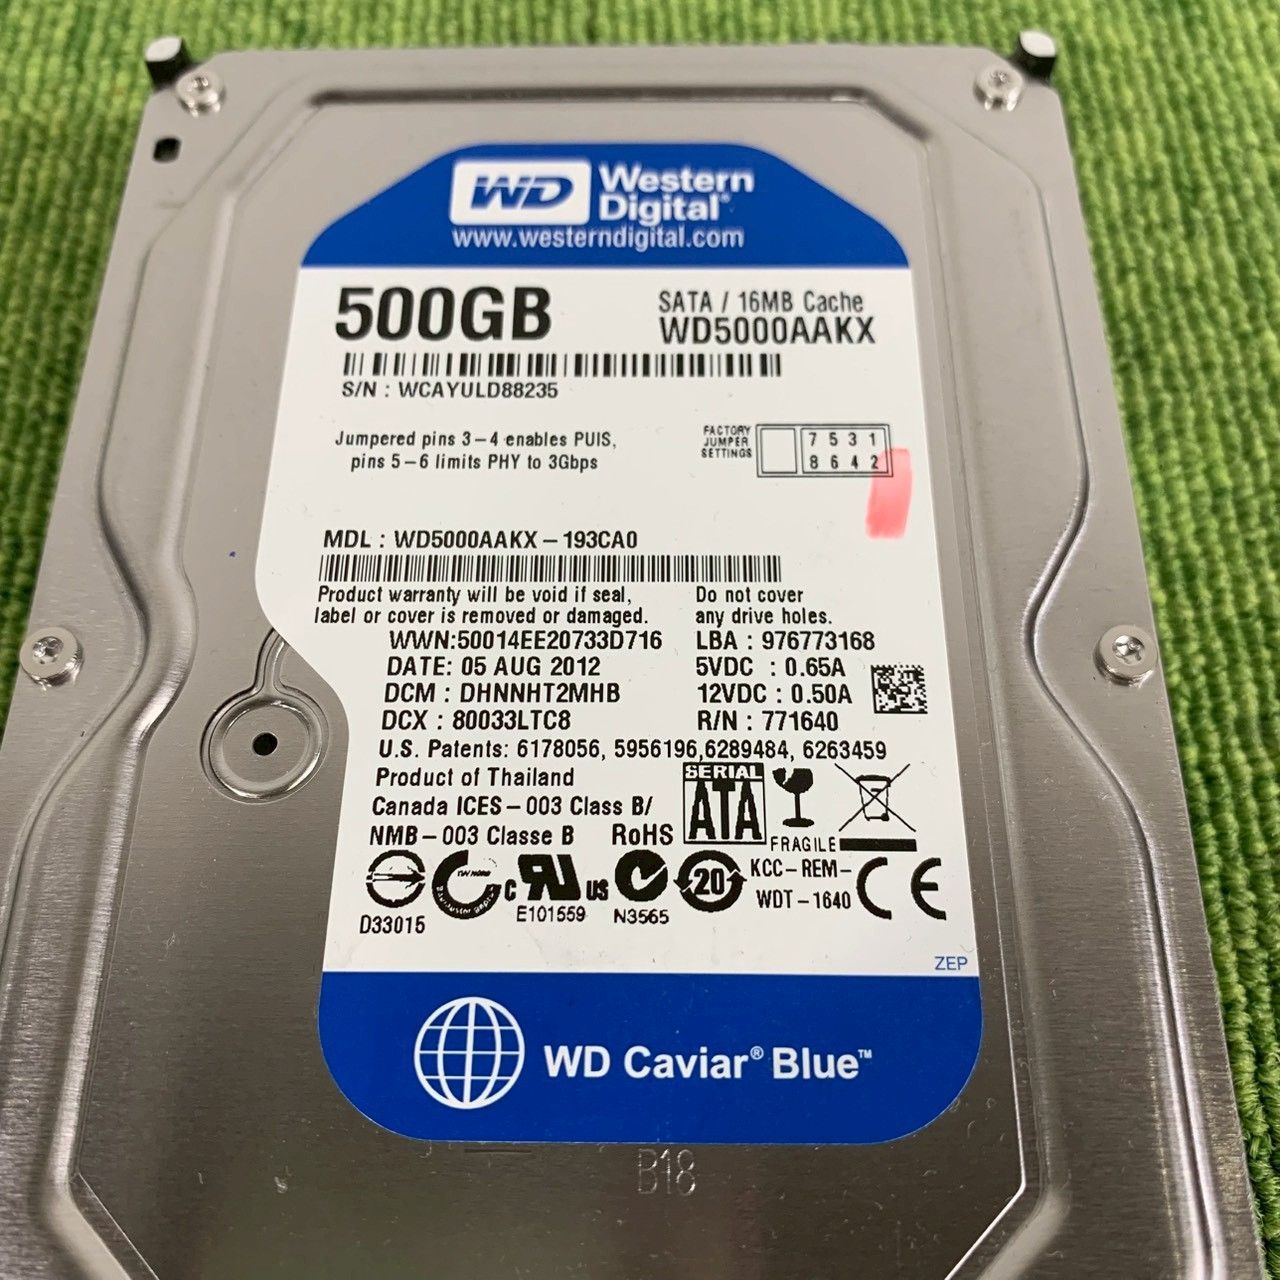 WD Western
Digital®
www.westerndigital.com
500GB
SATA / 16MB Cache
WD5000AAKX
S/N : WCAYULD88235
Jumpered pins 3-4 enables PUIS,
pins 5-6 limits PHY to 3Gbps
FACTORY
JUMPER
SETTINGS
7 5 3 1
8 6 4 2
MDL : WD5000AAKX-193CA0
Product warranty will be void if seal,
label or cover is removed or damaged.
Do not cover
any drive holes.
WWN:50014EE20733D716
LBA : 976773168
DATE: 05 AUG 2012
5VDC : 0.65A
DCM : DHNNHT2MHB
12VDC : 0.50A
DCX : 80033LTC8
R/N : 771640
U.S. Patents: 6178056, 5956196,6289484, 6263459
Product of Thailand
Canada ICES-003 Class B/
NMB-003 Classe B
RoHS
SERIAL
ATA
FRAGILE
D33015
C US
E101559
N3565
20
KCC-REM-
WDT-1640
CE
ZEP
WD Caviar® Blue™
B18